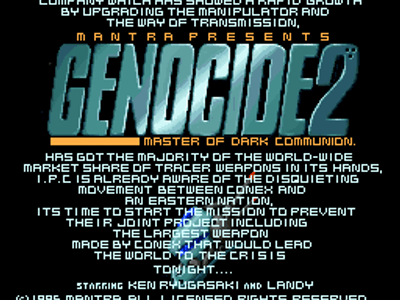 COMPANY WHICH HAS SHOWED A RAPID GROWTH
BY UPGRADING THE MANIPULATOR AND
THE WAY OF TRANSMISSION,
MANTRA PRESENTS
GENOCIDE2
MASTER OF DARK COMMUNION.
HAS GOT THE MAJORITY OF THE WORLD-WIDE
MARKET SHARE OF TRACER WEAPONS IN ITS HANDS,
I.P.C IS ALREADY AWARE OF THE DISQUIETING
MOVEMENT BETWEEN CONEX AND
AN EASTERN NATION,
ITS TIME TO START THE MISSION TO PREVENT
THEIR JOINT PROJECT INCLUDING
THE LARGEST WEAPON
MADE BY CONEX THAT WOULD LEAD
THE WORLD TO THE CRISIS
TONIGHT....
STARRING KEN RYUGASAKI AND LANDY
(C)1996 MANTRA ALL LICENSED RIGHTS RESERVED